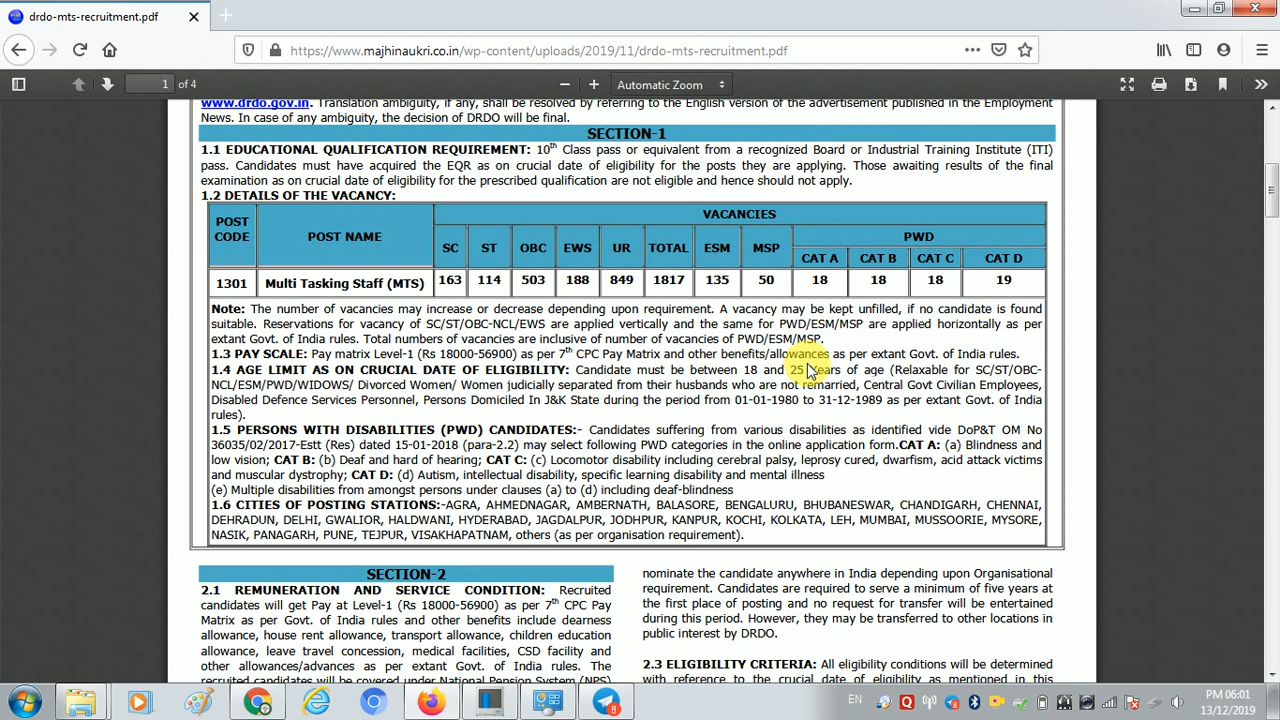 drdo-mts-recruitment.pdf
https://www.majhinaukri.co.in/wp-content/uploads/2019/11/drdo-mts-recruitment.pdf
1 of 4
Automatic Zoom
www.drdo.gov.in. Translation ambiguity, if any, shall be resolved by referring to the English version of the advertisement published in the Employment
News. In case of any ambiguity, the decision of DRDO will be final.
SECTION-1
1.1 EDUCATIONAL QUALIFICATION REQUIREMENT: 10th Class pass or equivalent from a recognized Board or Industrial Training Institute (ITI)
pass. Candidates must have acquired the EQR as on crucial date of eligibility for the posts they are applying. Those awaiting results of the final
examination as on crucial date of eligibility for the prescribed qualification are not eligible and hence should not apply.
1.2 DETAILS OF THE VACANCY:
POST CODE POST NAME VACANCIES
SC ST OBC EWS UR TOTAL ESM MSP PWD
CAT A CAT B CAT C CAT D
1301 Multi Tasking Staff (MTS) 163 114 503 188 849 1817 135 50 18 18 18 19
Note: The number of vacancies may increase or decrease depending upon requirement. A vacancy may be kept unfilled, if no candidate is found
suitable. Reservations for vacancy of SC/ST/OBC-NCL/EWS are applied vertically and the same for PWD/ESM/MSP are applied horizontally as per
extant Govt. of India rules. Total numbers of vacancies are inclusive of number of vacancies of PWD/ESM/MSP.
1.3 PAY SCALE: Pay matrix Level-1 (Rs 18000-56900) as per 7th CPC Pay Matrix and other benefits/allowances as per extant Govt. of India rules.
1.4 AGE LIMIT AS ON CRUCIAL DATE OF ELIGIBILITY: Candidate must be between 18 and 25 Years of age (Relaxable for SC/ST/OBC-
NCL/ESM/PWD/WIDOWS/ Divorced Women/ Women judicially separated from their husbands who are not remarried, Central Govt Civilian Employees,
Disabled Defence Services Personnel, Persons Domiciled In J&K State during the period from 01-01-1980 to 31-12-1989 as per extant Govt. of India
rules).
1.5 PERSONS WITH DISABILITIES (PWD) CANDIDATES:- Candidates suffering from various disabilities as identified vide DoP&T OM No
36035/02/2017-Estt (Res) dated 15-01-2018 (para-2.2) may select following PWD categories in the online application form.CAT A: (a) Blindness and
low vision; CAT B: (b) Deaf and hard of hearing; CAT C: (c) Locomotor disability including cerebral palsy, leprosy cured, dwarfism, acid attack victims
and muscular dystrophy; CAT D: (d) Autism, intellectual disability, specific learning disability and mental illness
(e) Multiple disabilities from amongst persons under clauses (a) to (d) including deaf-blindness
1.6 CITIES OF POSTING STATIONS:-AGRA, AHMEDNAGAR, AMBERNATH, BALASORE, BENGALURU, BHUBANESWAR, CHANDIGARH, CHENNAI,
DEHRADUN, DELHI, GWALIOR, HALDWANI, HYDERABAD, JAGDALPUR, JODHPUR, KANPUR, KOCHI, KOLKATA, LEH, MUMBAI, MUSSOORIE, MYSORE,
NASIK, PANAGARH, PUNE, TEJPUR, VISAKHAPATNAM, others (as per organisation requirement).
SECTION-2
2.1 REMUNERATION AND SERVICE CONDITION: Recruited
candidates will get Pay at Level-1 (Rs 18000-56900) as per 7th CPC Pay
Matrix as per Govt. of India rules and other benefits include dearness
allowance, house rent allowance, transport allowance, children education
allowance, leave travel concession, medical facilities, CSD facility and
other allowances/advances as per extant Govt. of India rules. The
recruited candidates will be covered under National Pension System (NPS)
nominate the candidate anywhere in India depending upon Organisational
requirement. Candidates are required to serve a minimum of five years at
the first place of posting and no request for transfer will be entertained
during this period. However, they may be transferred to other locations in
public interest by DRDO.
2.3 ELIGIBILITY CRITERIA: All eligibility conditions will be determined
with reference to the crucial date of eligibility as mentioned in this
EN
PM 06:01
13/12/2019